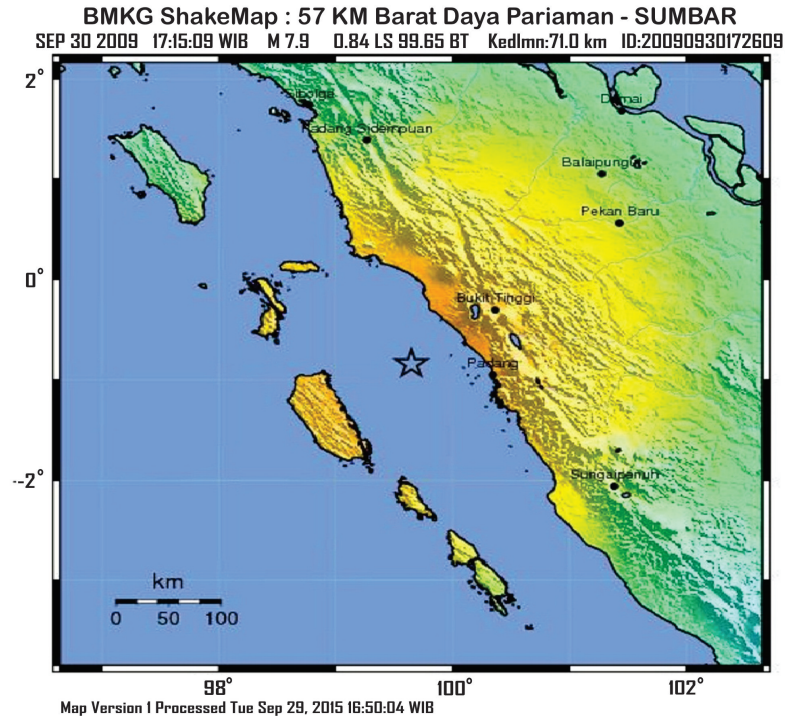 BMKG ShakeMap : 57 KM Barat Daya Pariaman - SUMBAR
SEP 30 2009 17:15:09 WIB M 7.9 0.84 LS 99.65 BT Kedlmn:71.0 km ID:20090930172609
2°
Sibolga
Dumai
Padang Sidempuan
Balaipungut
Pekan Baru
0°
Bukit Tinggi
Padang
-2°
Sungaipenuh
km
0 50 100
98° 100° 102°
Map Version 1 Processed Tue Sep 29, 2015 16:50:04 WIB